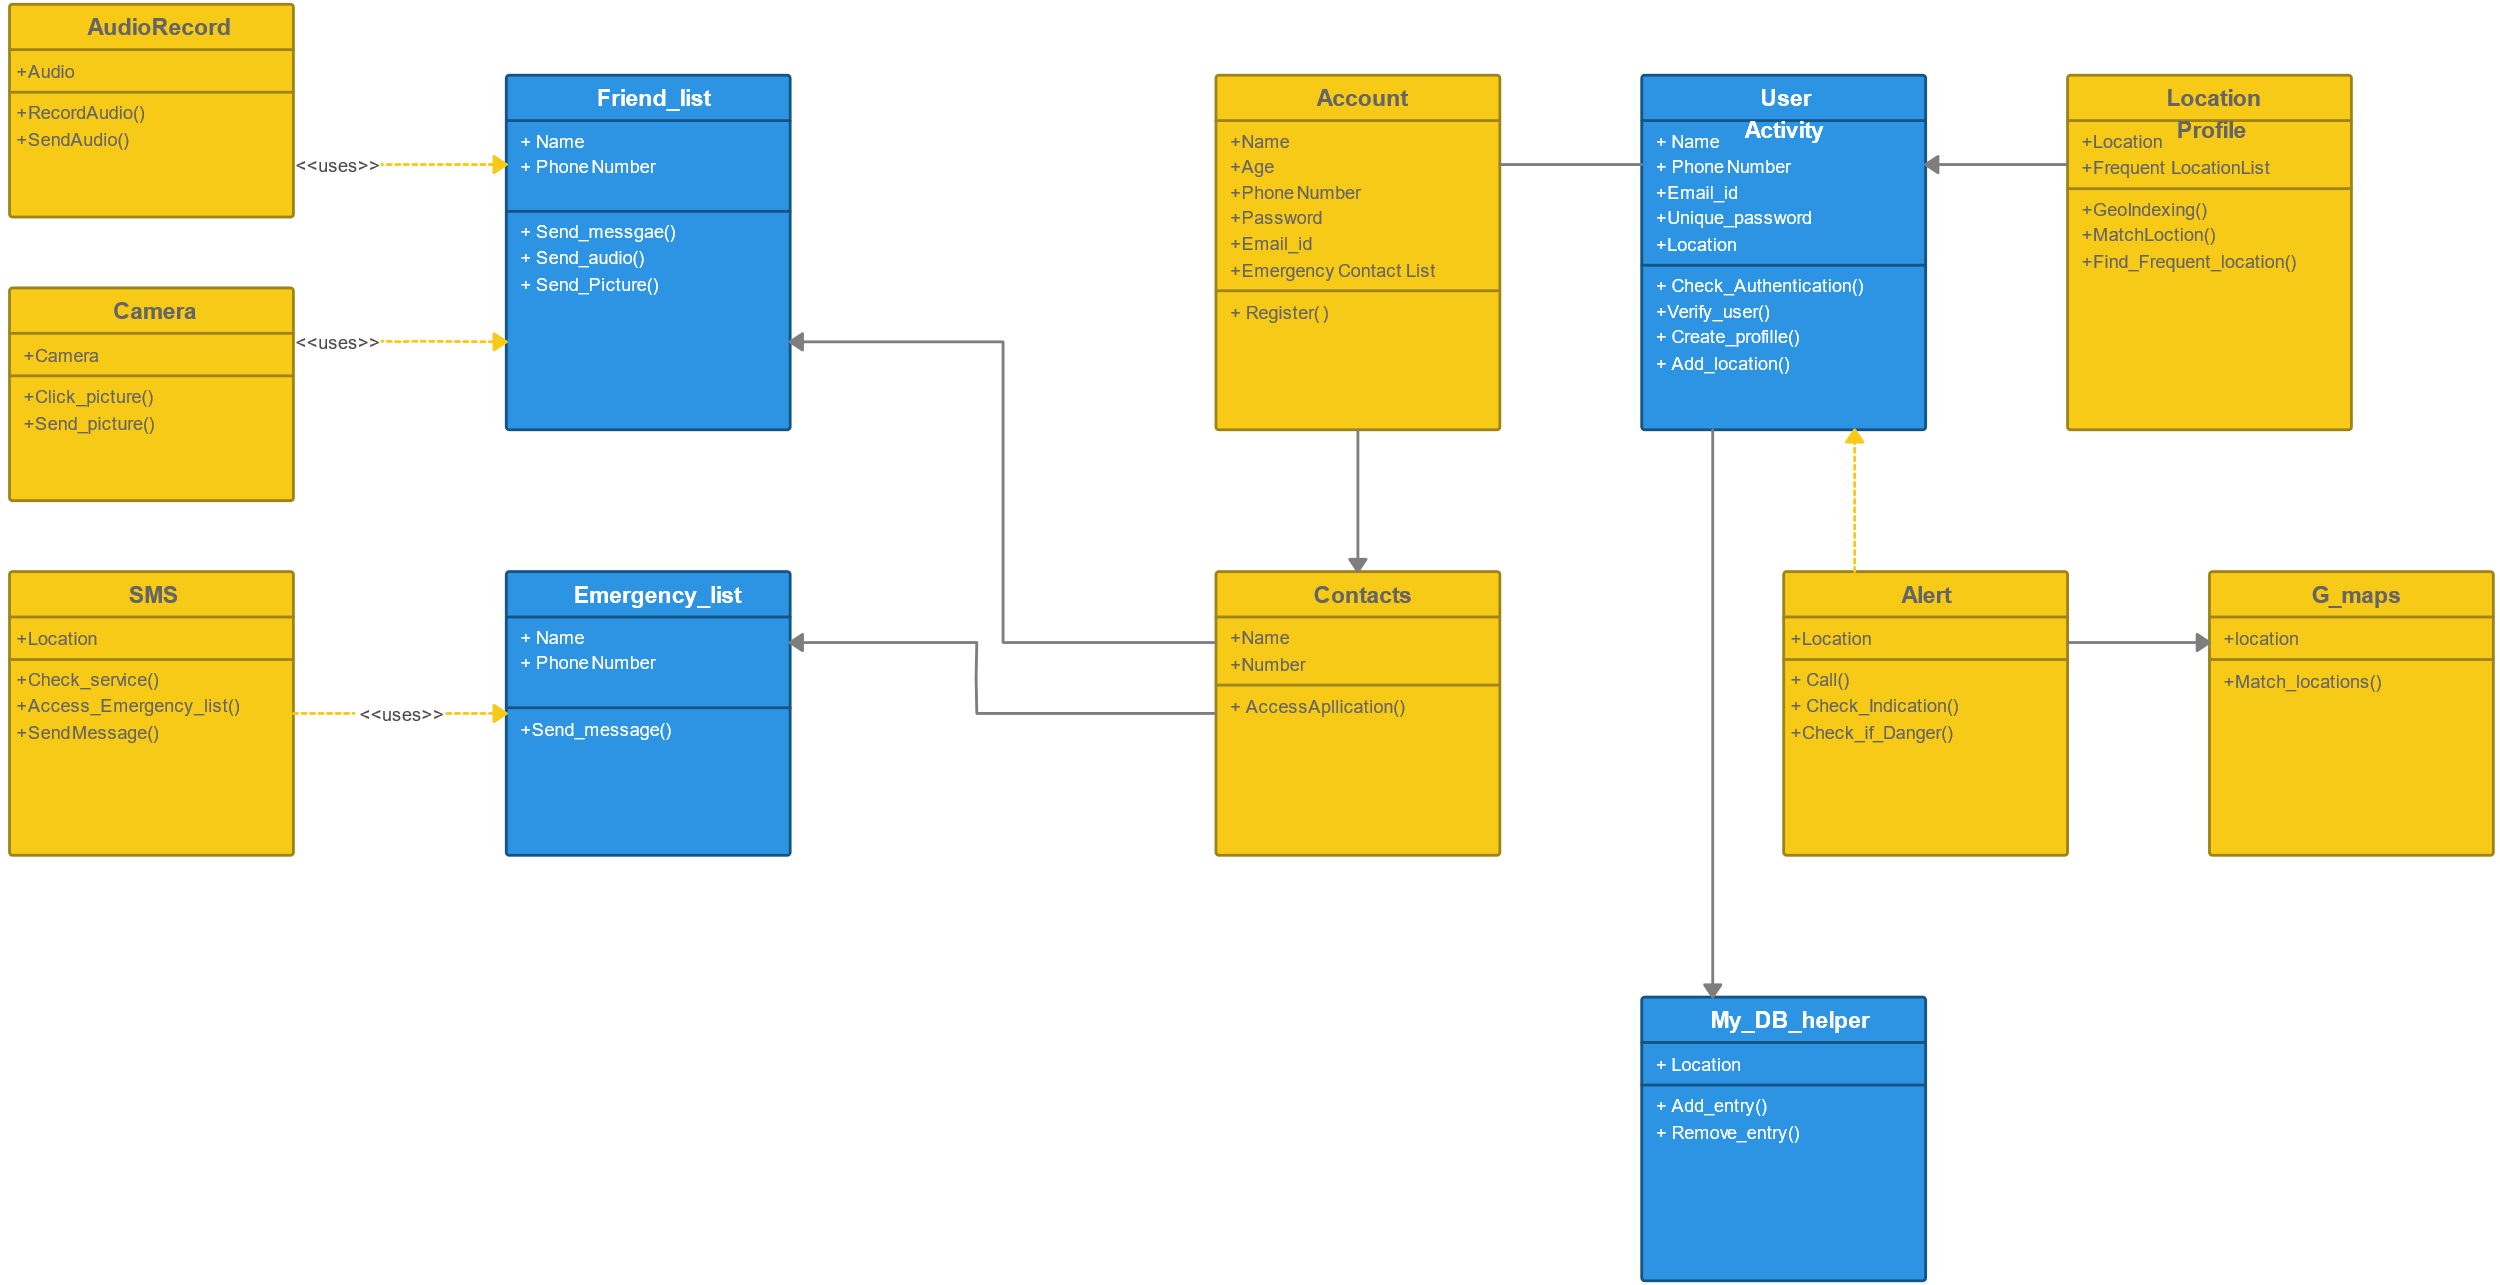 AudioRecord
+Audio
+RecordAudio()
+SendAudio()
<<uses>>
Friend_list
+ Name
+ Phone Number
+ Send_messgae()
+ Send_audio()
+ Send_Picture()
Camera
+Camera
+Click_picture()
+Send_picture()
<<uses>>
Account
+Name
+Age
+Phone Number
+Password
+Email_id
+Emergency Contact List
+ Register( )
User
Activity
+ Name
+ Phone Number
+Email_id
+Unique_password
+Location
+ Check_Authentication()
+Verify_user()
+ Create_profille()
+ Add_location()
Location
Profile
+Location
+Frequent LocationList
+GeoIndexing()
+MatchLoction()
+Find_Frequent_location()
SMS
+Location
+Check_service()
+Access_Emergency_list()
+SendMessage()
<<uses>>
Emergency_list
+ Name
+ Phone Number
+Send_message()
Contacts
+Name
+Number
+ AccessApllication()
Alert
+Location
+ Call()
+ Check_Indication()
+Check_if_Danger()
G_maps
+location
+Match_locations()
My_DB_helper
+ Location
+ Add_entry()
+ Remove_entry()